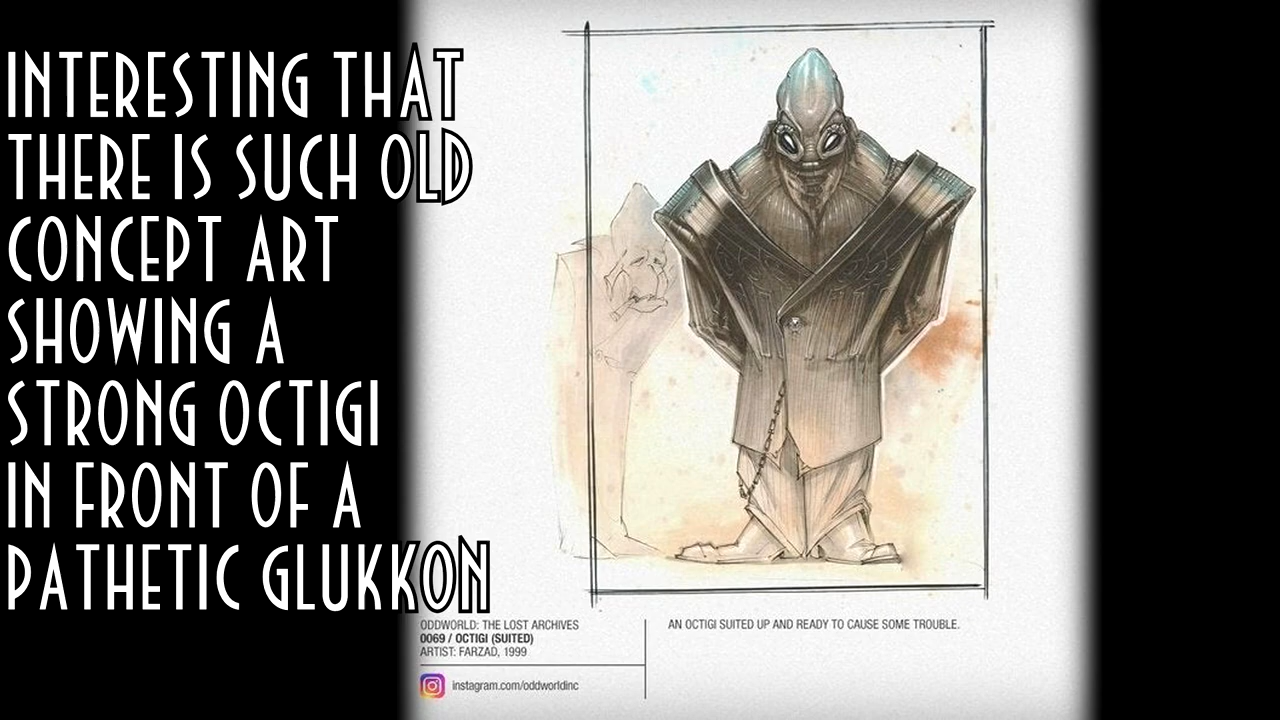 INTERESTING THAT
THERE IS SUCH OLD
CONCEPT ART
SHOWING A
STRONG OCTIGI
IN FRONT OF A
PATHETIC GLUKKON
ODDWORLD: THE LOST ARCHIVES
0069 / OCTIGI (SUITED)
ARTIST: FARZAD, 1999
instagram.com/oddworldinc
AN OCTIGI SUITED UP AND READY TO CAUSE SOME TROUBLE.